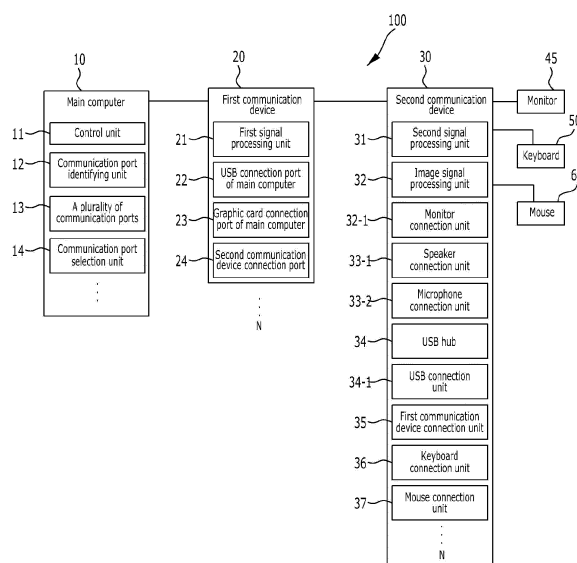 100
10
Main computer
11
Control unit
12
Communication port
identifying unit
13
A plurality of
communication ports
14
Communication port
selection unit
20
First communication
device
21
First signal
processing unit
22
USB connection port
of main computer
23
Graphic card connection
port of main computer
24
Second communication
device connection port
N
30
Second communication
device
31
Second signal
processing unit
32
Image signal
processing unit
32-1
Monitor
connection unit
33-1
Speaker
connection unit
33-2
Microphone
connection unit
34
USB hub
34-1
USB connection
unit
35
First communication
device connection unit
36
Keyboard
connection unit
37
Mouse connection
unit
N
45
Monitor
50
Keyboard
6
Mouse